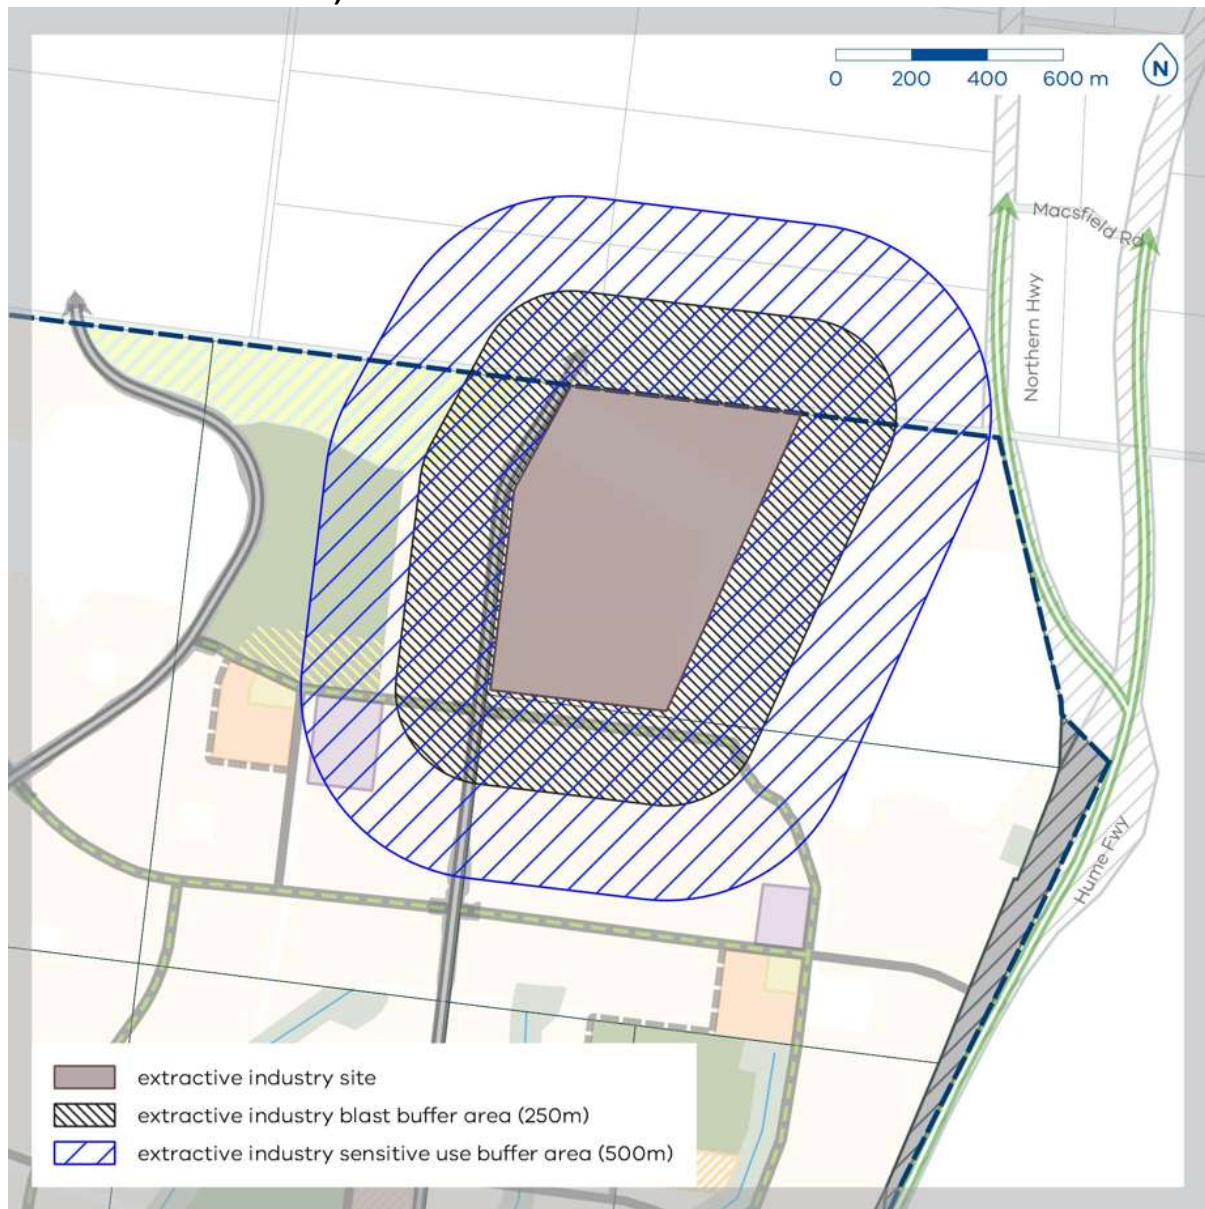 0 200 400 600 m
N
Macsfield Rd
Northern Hwy
Hume Fwy
extractive industry site
extractive industry blast buffer area (250m)
extractive industry sensitive use buffer area (500m)